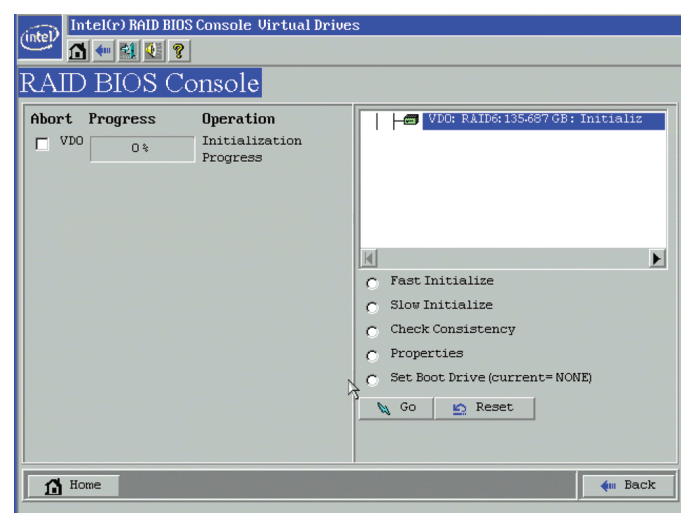 Intel(r) RAID BIOS Console Virtual Drives
intel
RAID BIOS Console
Abort Progress Operation
VD0 0% Initialization
Progress
VD0: RAID6: 135.687 GB: Initializ
Fast Initialize
Slow Initialize
Check Consistency
Properties
Set Boot Drive (current= NONE)
Go Reset
Home Back